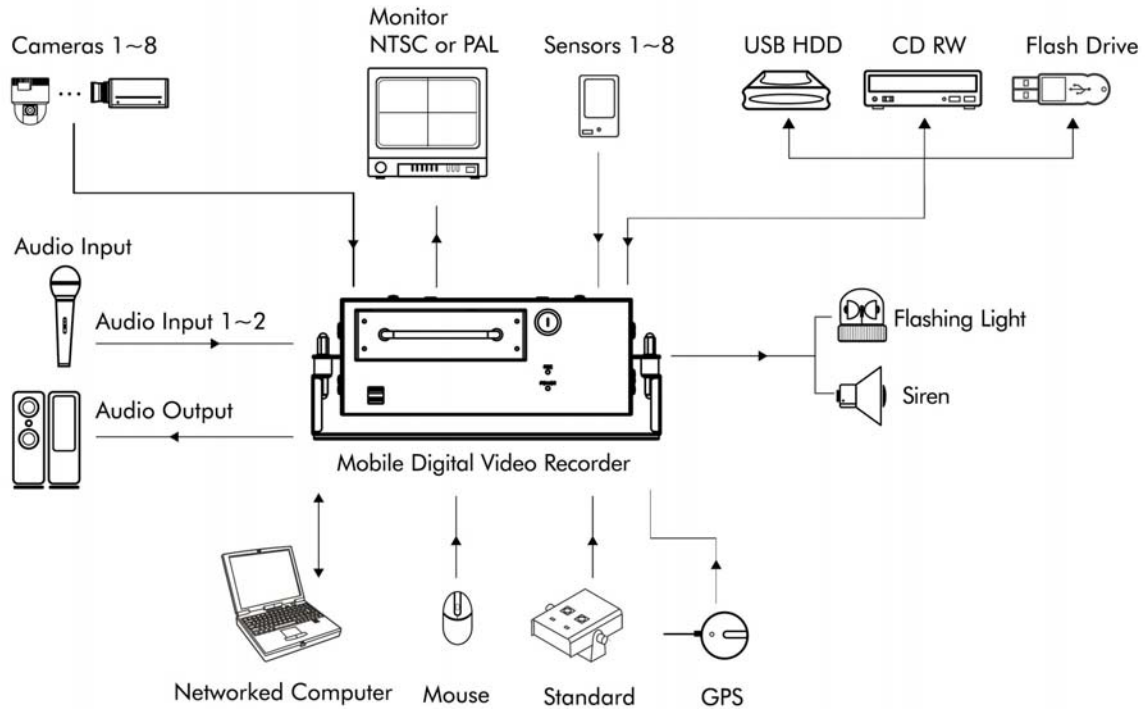 Monitor
NTSC or PAL
Cameras 1~8
Sensors 1~8
USB HDD
CD RW
Flash Drive
Audio Input
Audio Input 1~2
Audio Output
Flashing Light
Siren
POWER
Mobile Digital Video Recorder
Networked Computer
Mouse
Standard
GPS